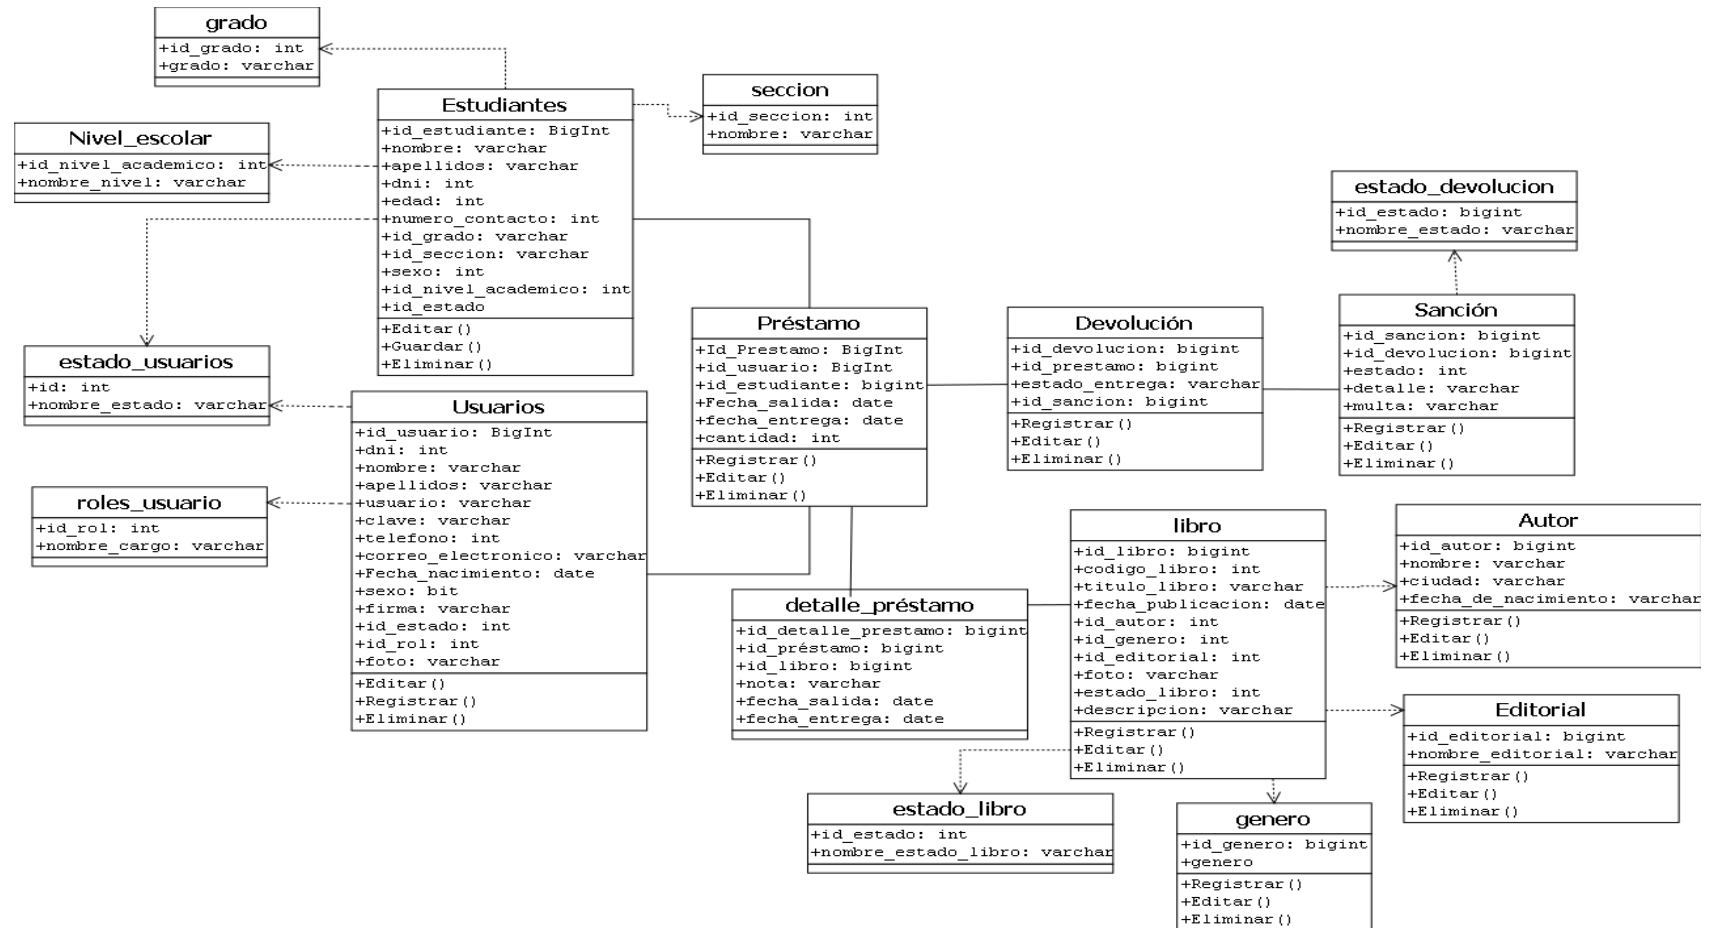 grado
+id_grado: int
+grado: varchar
seccion
+id_seccion: int
+nombre: varchar
Estudiantes
+id_estudiante: BigInt
+nombre: varchar
+apellidos: varchar
+dni: int
+edad: int
+numero_contacto: int
+id_grado: varchar
+id_seccion: varchar
+sexo: int
+id_nivel_academico: int
+id_estado
+Editar()
+Guardar()
+Eliminar()
Nivel_escolar
+id_nivel_academico: int
+nombre_nivel: varchar
estado_devolucion
+id_estado: bigint
+nombre_estado: varchar
estado_usuarios
+id: int
+nombre_estado: varchar
Préstamo
+Id_Prestamo: BigInt
+id_usuario: BigInt
+id_estudiante: bigint
+Fecha_salida: date
+fecha_entrega: date
+cantidad: int
+Registrar()
+Editar()
+Eliminar()
Devolución
+id_devolucion: bigint
+id_prestamo: bigint
+estado_entrega: varchar
+id_sancion: bigint
+Registrar()
+Editar()
+Eliminar()
Sanción
+id_sancion: bigint
+id_devolucion: bigint
+estado: int
+detalle: varchar
+multa: varchar
+Registrar()
+Editar()
+Eliminar()
Usuarios
+id_usuario: BigInt
+dni: int
+nombre: varchar
+apellidos: varchar
+usuario: varchar
+clave: varchar
+telefono: int
+correo_electronico: varchar
+Fecha_nacimiento: date
+sexo: bit
+firma: varchar
+id_estado: int
+id_rol: int
+foto: varchar
+Editar()
+Registrar()
+Eliminar()
roles_usuario
+id_rol: int
+nombre_cargo: varchar
detalle_préstamo
+id_detalle_prestamo: bigint
+id_préstamo: bigint
+id_libro: bigint
+nota: varchar
+fecha_salida: date
+fecha_entrega: date
libro
+id_libro: bigint
+codigo_libro: int
+titulo_libro: varchar
+fecha_publicacion: date
+id_autor: int
+id_genero: int
+id_editorial: int
+foto: varchar
+estado_libro: int
+descripcion: varchar
+Registrar()
+Editar()
+Eliminar()
Autor
+id_autor: bigint
+nombre: varchar
+ciudad: varchar
+fecha_de_nacimiento: varchar
+Registrar()
+Editar()
+Eliminar()
Editorial
+id_editorial: bigint
+nombre_editorial: varchar
+Registrar()
+Editar()
+Eliminar()
estado_libro
+id_estado: int
+nombre_estado_libro: varchar
genero
+id_genero: bigint
+genero
+Registrar()
+Editar()
+Eliminar()